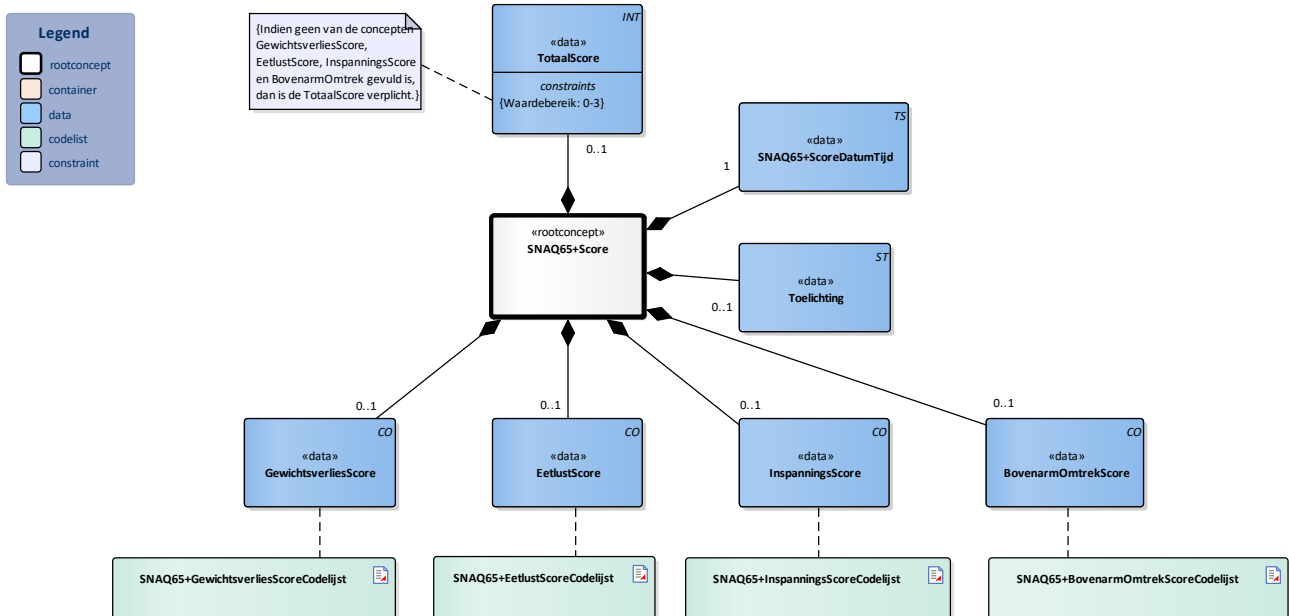 Legend
rootconcept
container
data
codelist
constraint
{Indien geen van de concepten
GewichtsverliesScore,
EetlustScore, InspanningsScore
en BovenarmOmtrek gevuld is,
dan is de TotaalScore verplicht.}
INT
«data»
TotaalScore
constraints
{Waardebereik: 0-3}
0..1
TS
«data»
SNAQ65+ScoreDatumTijd
1
«rootconcept»
SNAQ65+Score
ST
«data»
Toelichting
0..1
0..1
0..1
0..1
0..1
CO
«data»
GewichtsverliesScore
CO
«data»
EetlustScore
CO
«data»
InspanningsScore
CO
«data»
BovenarmOmtrekScore
SNAQ65+GewichtsverliesScoreCodelijst
SNAQ65+EetlustScoreCodelijst
SNAQ65+InspanningsScoreCodelijst
SNAQ65+BovenarmOmtrekScoreCodelijst